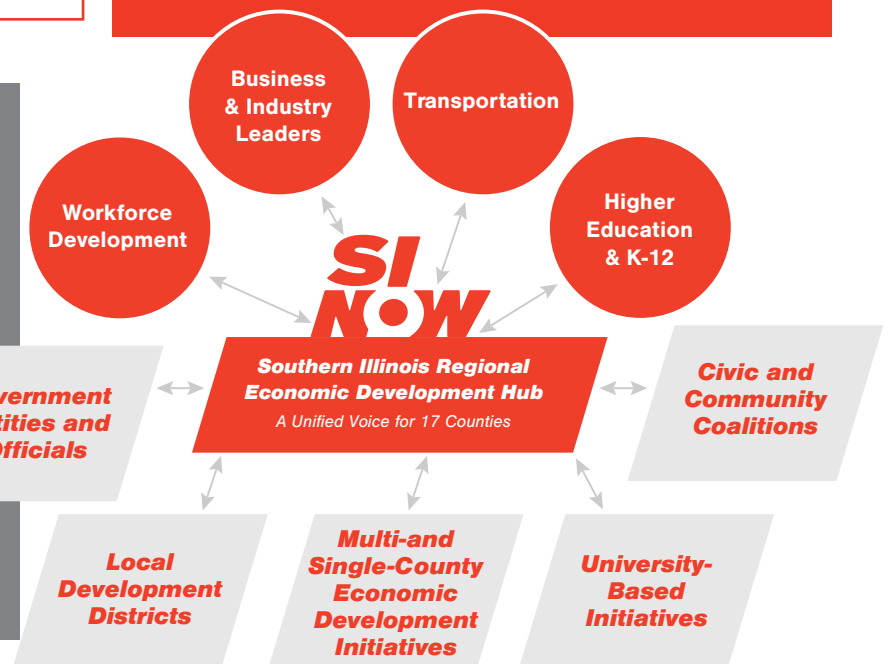 Business
& Industry
Leaders
Transportation
Workforce
Development
Higher
Education
& K-12
SI
NOW
Southern Illinois Regional
Economic Development Hub
A Unified Voice for 17 Counties
Civic and
Community
Coalitions
and
Local
Development
Districts
Multi-and
Single-County
Economic
Development
Initiatives
University-
Based
Initiatives